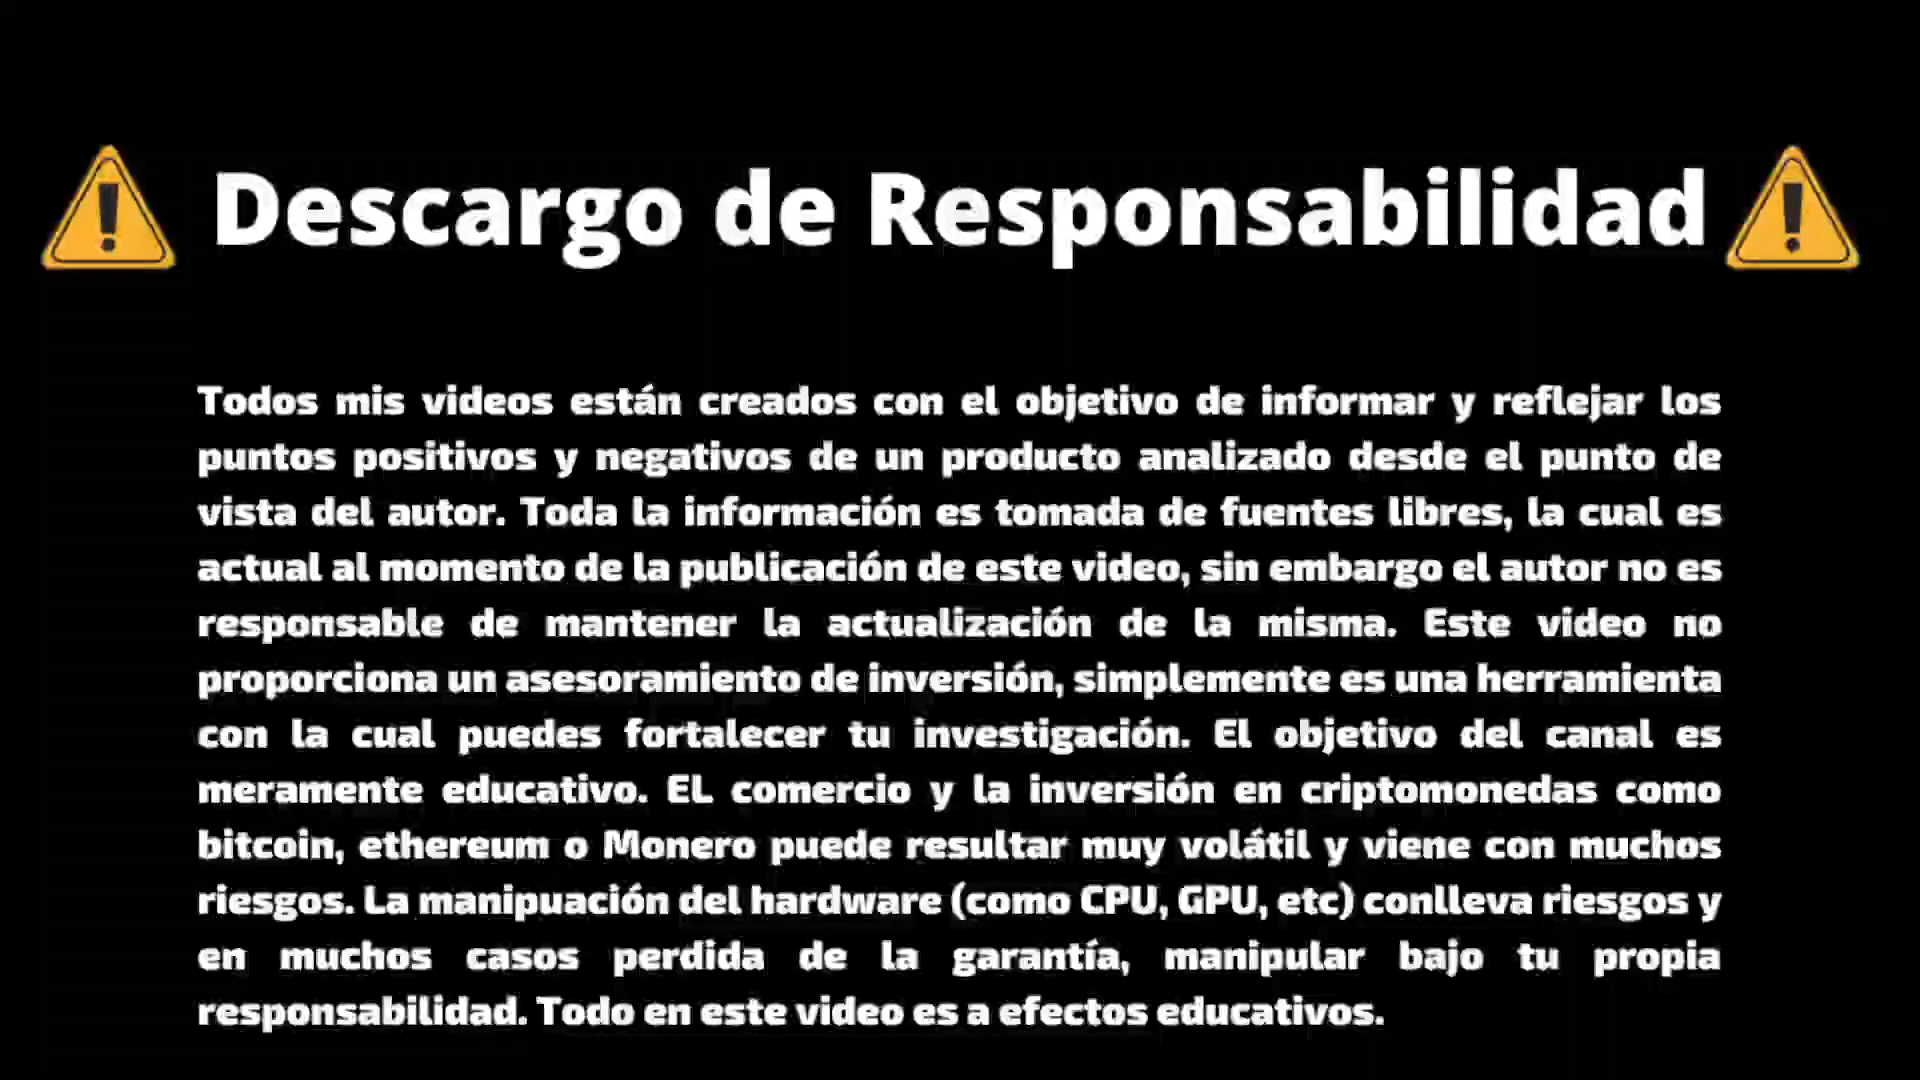 Descargo de Responsabilidad
Todos mis videos están creados con el objetivo de informar y reflejar los
puntos positivos y negativos de un producto analizado desde el punto de
vista del autor. Toda la información es tomada de fuentes libres, la cual es
actual al momento de la publicación de este video, sin embargo el autor no es
responsable de mantener la actualización de la misma. Este video no
proporciona un asesoramiento de inversión, simplemente es una herramienta
con la cual puedes fortalecer tu investigación. El objetivo del canal es
meramente educativo. EL comercio y la inversión en criptomonedas como
bitcoin, ethereum o Monero puede resultar muy volátil y viene con muchos
riesgos. La manipuación del hardware (como CPU, GPU, etc) conlleva riesgos y
en muchos casos perdida de la garantía, manipular bajo tu propia
responsabilidad. Todo en este video es a efectos educativos.